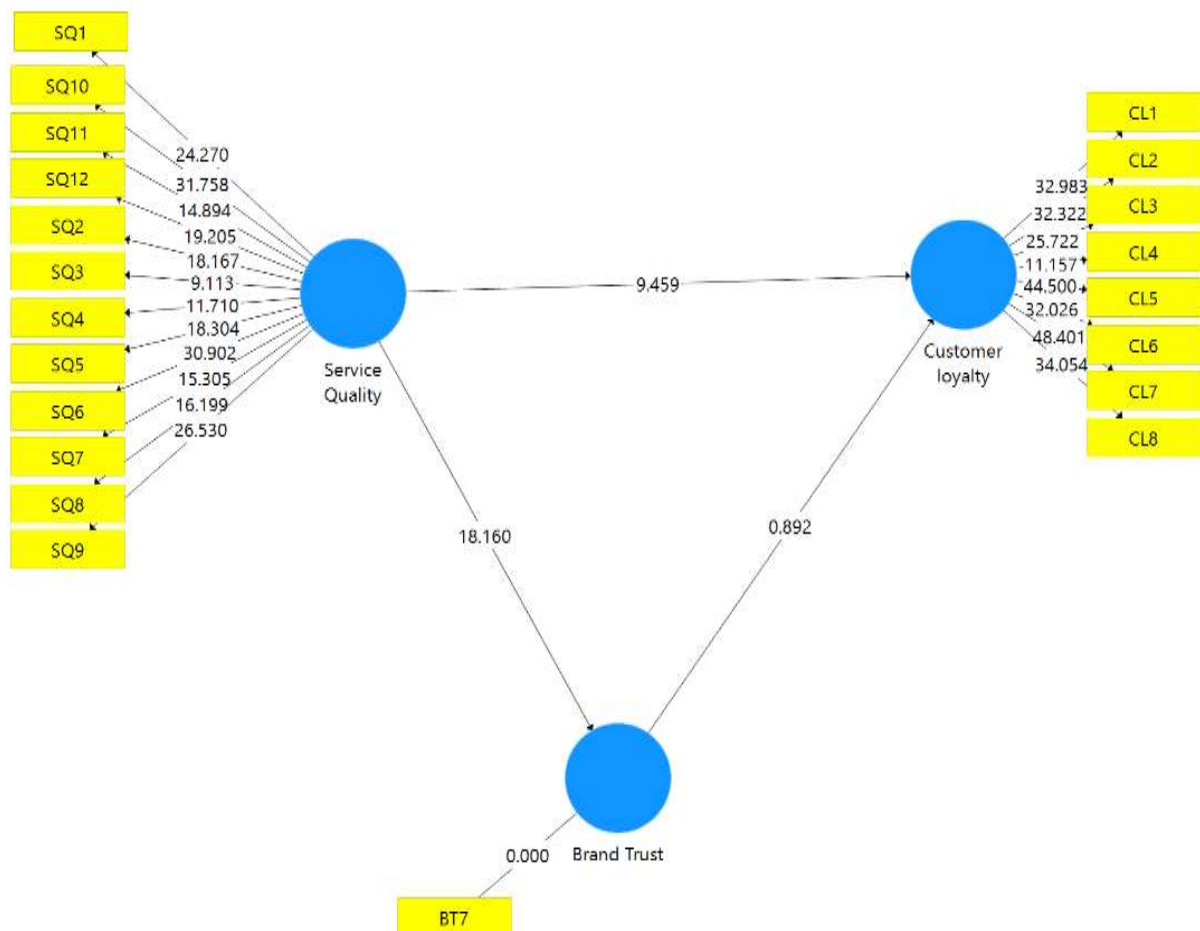 SQ1
SQ10
SQ11
SQ12
SQ2
SQ3
SQ4
SQ5
SQ6
SQ7
SQ8
SQ9
24.270
31.758
14.894
19.205
18.167
9.113
11.710
18.304
30.902
15.305
16.199
26.530
Service
Quality
9.459
18.160
0.892
Customer
loyalty
32.983
32.322
25.722
11.157
44.500
32.026
48.401
34.054
CL1
CL2
CL3
CL4
CL5
CL6
CL7
CL8
0.000
Brand Trust
BT7